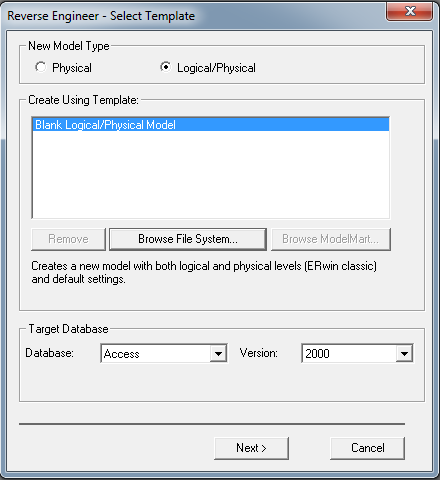 Reverse Engineer - Select Template
New Model Type
Physical
Logical/Physical
Create Using Template:
Blank Logical/Physical Model
Remove
Browse File System...
Browse ModelMart...
Creates a new model with both logical and physical levels (ERwin classic)
and default settings.
Target Database
Database:
Access
Version:
2000
Next >
Cancel